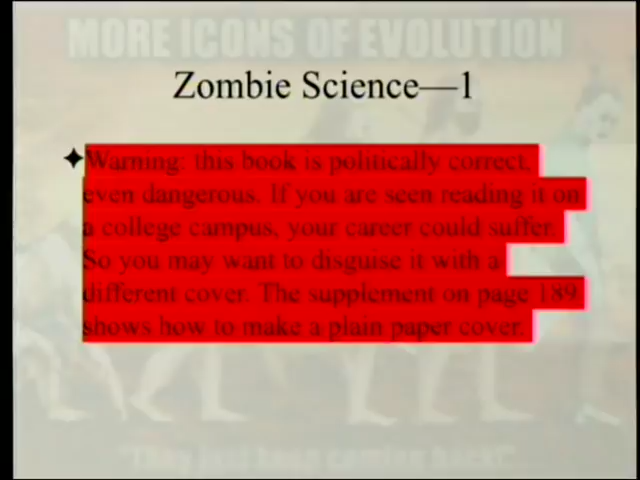 MORE ICONS OF EVOLUTION
Zombie Science—1
Warning: this book is politically correct,
even dangerous. If you are seen reading it on
a college campus, your career could suffer.
So you may want to disguise it with a
different cover. The supplement on page 189
shows how to make a plain paper cover.
"They just keep coming back!"